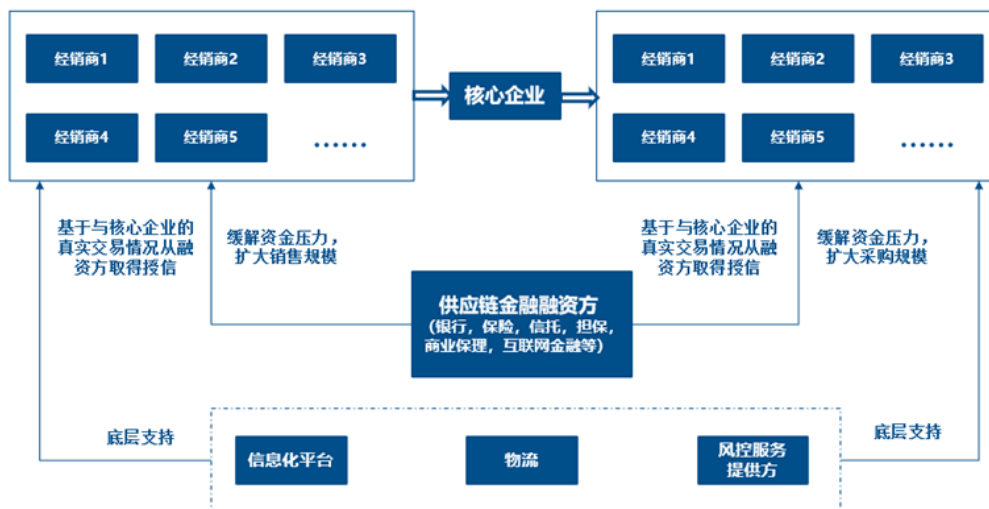 经销商1
经销商2
经销商3
经销商4
经销商5
……
核心企业
经销商1
经销商2
经销商3
经销商4
经销商5
……
基于与核心企业的
真实交易情况从融
资方取得授信
缓解资金压力，
扩大销售规模
基于与核心企业的
真实交易情况从融
资方取得授信
缓解资金压力，
扩大采购规模
供应链金融融资方
（银行，保险，信托，担保，
商业保理，互联网金融等）
底层支持
底层支持
信息化平台
物流
风控服务
提供方